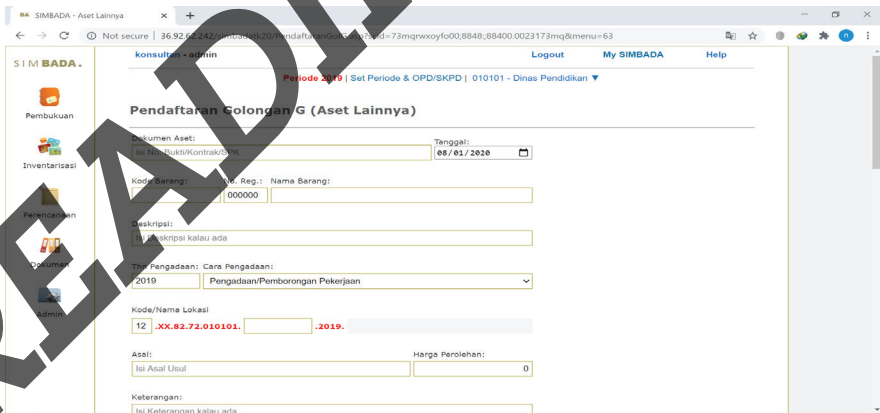 SIMBADA - Aset Lainnya
Not secure | 36.92.62.242/simbadatk20/PendaftaranGolG.asp?sid=73mqrwxoyfo00;8848;;88400.0023173mq&menu=63
SIMBADA.
konsultan - admin Logout My SIMBADA Help
Periode 2019 | Set Periode & OPD/SKPD | 010101 - Dinas Pendidikan ▼
Pembukuan
Inventarisasi
Perencanaan
Dokumen
Admin
Pendaftaran Golongan G (Aset Lainnya)
Dokumen Aset: Tanggal:
Isi No. Bukti/Kontrak/SPK 08/01/2020
Kode Barang: No. Reg.: Nama Barang:
000000
Deskripsi:
Isi Deskripsi kalau ada
Thn Pengadaan: Cara Pengadaan:
2019 Pengadaan/Pemborongan Pekerjaan
Kode/Nama Lokasi
12 .XX.82.72.010101. .2019.
Asal: Harga Perolehan:
Isi Asal Usul 0
Keterangan:
Isi Keterangan kalau ada